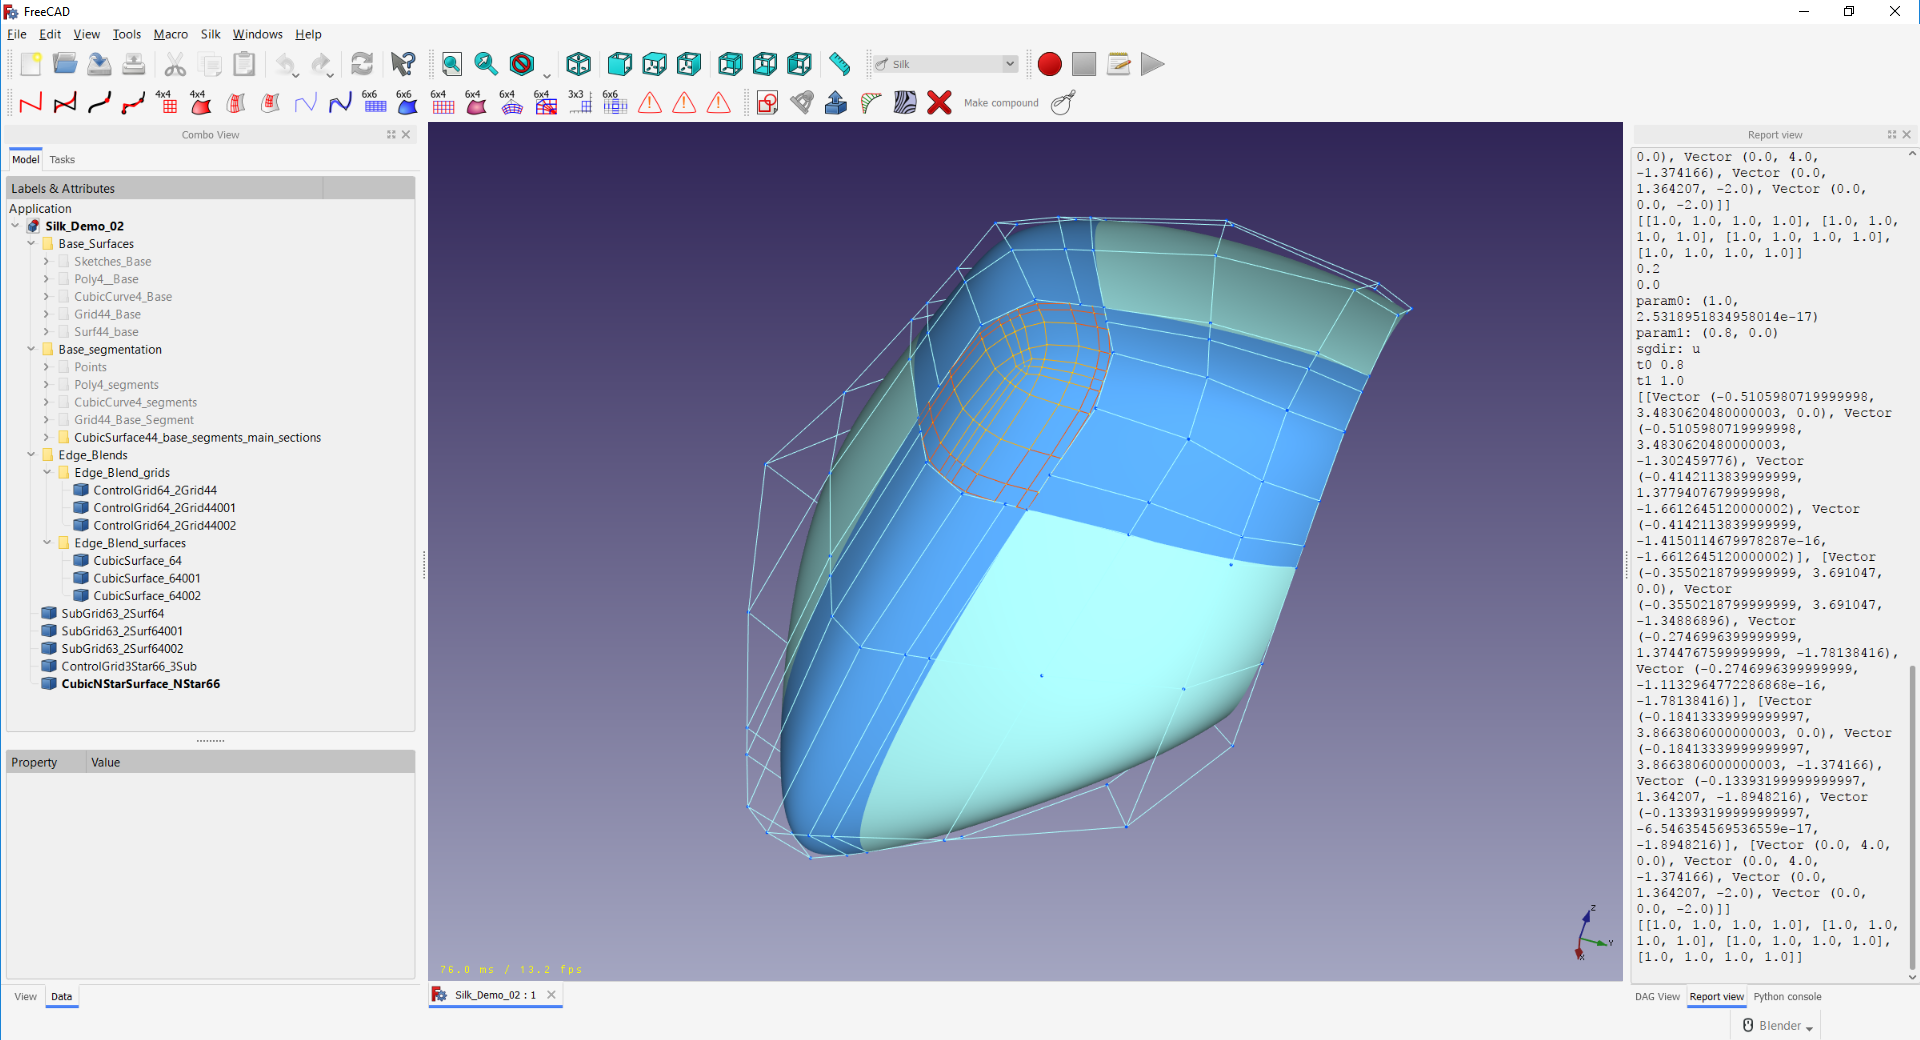 FreeCAD
File Edit View Tools Macro Silk Windows Help
Silk
4x4 4x4 6x6 6x6 6x4 6x4 6x4 6x4 3x3 6x6
Make compound
Combo View
Model Tasks
Labels & Attributes
Application
Silk_Demo_02
Base_Surfaces
Sketches_Base
Poly4__Base
CubicCurve4_Base
Grid44_Base
Surf44_base
Base_segmentation
Points
Poly4_segments
CubicCurve4_segments
Grid44_Base_Segment
CubicSurface44_base_segments_main_sections
Edge_Blends
Edge_Blend_grids
ControlGrid64_2Grid44
ControlGrid64_2Grid44001
ControlGrid64_2Grid44002
Edge_Blend_surfaces
CubicSurface_64
CubicSurface_64001
CubicSurface_64002
SubGrid63_2Surf64
SubGrid63_2Surf64001
SubGrid63_2Surf64002
ControlGrid3Star66_3Sub
CubicNStarSurface_NStar66
Property Value
View Data
76.0 ms / 13.2 fps
Z
Y
X
Silk_Demo_02 : 1
Report view
0.0), Vector (0.0, 4.0,
-1.374166), Vector (0.0,
1.364207, -2.0), Vector (0.0,
0.0, -2.0)]]
[[1.0, 1.0, 1.0, 1.0], [1.0, 1.0,
1.0, 1.0], [1.0, 1.0, 1.0, 1.0],
[1.0, 1.0, 1.0, 1.0]]
0.2
0.0
param0: (1.0,
2.5318951834958014e-17)
param1: (0.8, 0.0)
sgdir: u
t0 0.8
t1 1.0
[[Vector (-0.5105980719999998,
3.4830620480000003, 0.0), Vector
(-0.5105980719999998,
3.4830620480000003,
-1.302459776), Vector
(-0.4142113839999999,
1.3779407679999998,
-1.6612645120000002), Vector
(-0.4142113839999999,
-1.4150114679978287e-16,
-1.6612645120000002)], [Vector
(-0.3550218799999999, 3.691047,
0.0), Vector
(-0.3550218799999999, 3.691047,
-1.34886896), Vector
(-0.2746996399999999,
1.3744767599999999, -1.78138416),
Vector (-0.2746996399999999,
-1.1132964772286868e-16,
-1.78138416)], [Vector
(-0.18413339999999997,
3.8663806000000003, 0.0), Vector
(-0.18413339999999997,
3.8663806000000003, -1.374166),
Vector (-0.13393199999999997,
1.364207, -1.8948216), Vector
(-0.13393199999999997,
-6.546354569536559e-17,
-1.8948216)], [Vector (0.0, 4.0,
0.0), Vector (0.0, 4.0,
-1.374166), Vector (0.0,
1.364207, -2.0), Vector (0.0,
0.0, -2.0)]]
[[1.0, 1.0, 1.0, 1.0], [1.0, 1.0,
1.0, 1.0], [1.0, 1.0, 1.0, 1.0],
[1.0, 1.0, 1.0, 1.0]]
DAG View Report view Python console
Blender